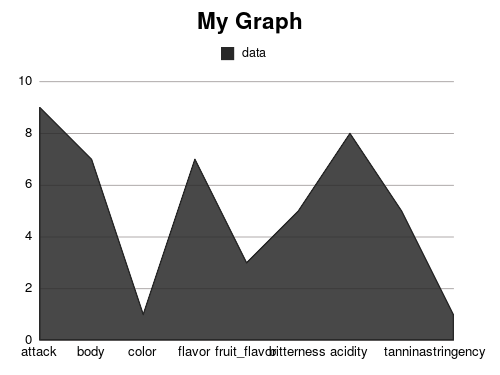 My Graph
data
10
8
6
4
2
0
attack body color flavor fruit_flavor bitterness acidity tannin astringency